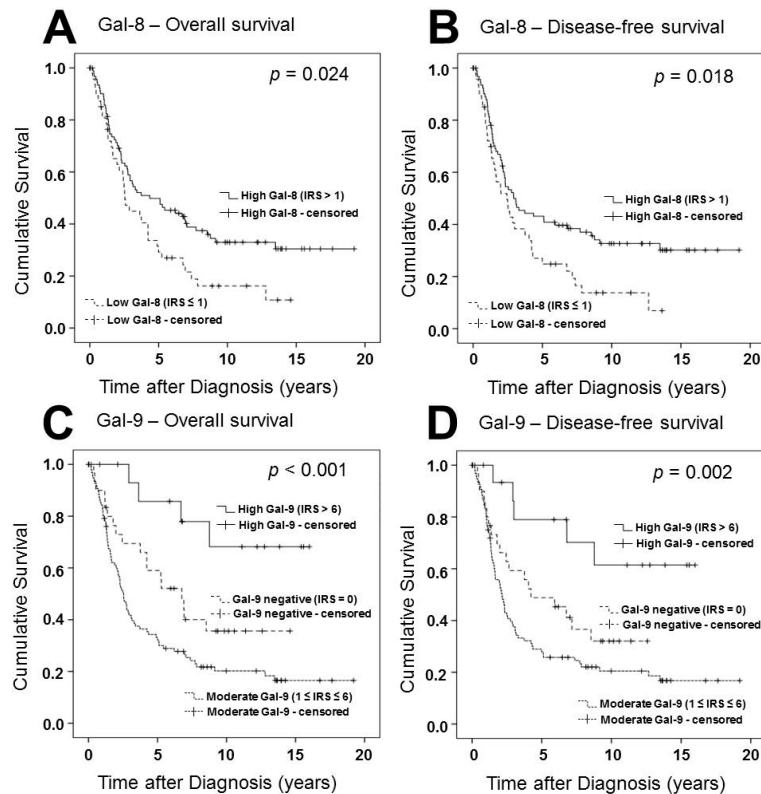 A Gal-8 – Overall survival
p = 0.024
Cumulative Survival
1.0
0.8
0.6
0.4
0.2
0.0
High Gal-8 (IRS > 1)
High Gal-8 - censored
Low Gal-8 (IRS ≤ 1)
Low Gal-8 - censored
0 5 10 15 20
Time after Diagnosis (years)
B Gal-8 – Disease-free survival
p = 0.018
Cumulative Survival
1.0
0.8
0.6
0.4
0.2
0.0
High Gal-8 (IRS > 1)
High Gal-8 - censored
Low Gal-8 (IRS ≤ 1)
Low Gal-8 - censored
0 5 10 15 20
Time after Diagnosis (years)
C Gal-9 – Overall survival
p < 0.001
Cumulative Survival
1.0
0.8
0.6
0.4
0.2
0.0
High Gal-9 (IRS > 6)
High Gal-9 - censored
Gal-9 negative (IRS = 0)
Gal-9 negative - censored
Moderate Gal-9 (1 ≤ IRS ≤ 6)
Moderate Gal-9 - censored
0 5 10 15 20
Time after Diagnosis (years)
D Gal-9 – Disease-free survival
p = 0.002
Cumulative Survival
1.0
0.8
0.6
0.4
0.2
0.0
High Gal-9 (IRS > 6)
High Gal-9 - censored
Gal-9 negative (IRS = 0)
Gal-9 negative - censored
Moderate Gal-9 (1 ≤ IRS ≤ 6)
Moderate Gal-9 - censored
0 5 10 15 20
Time after Diagnosis (years)